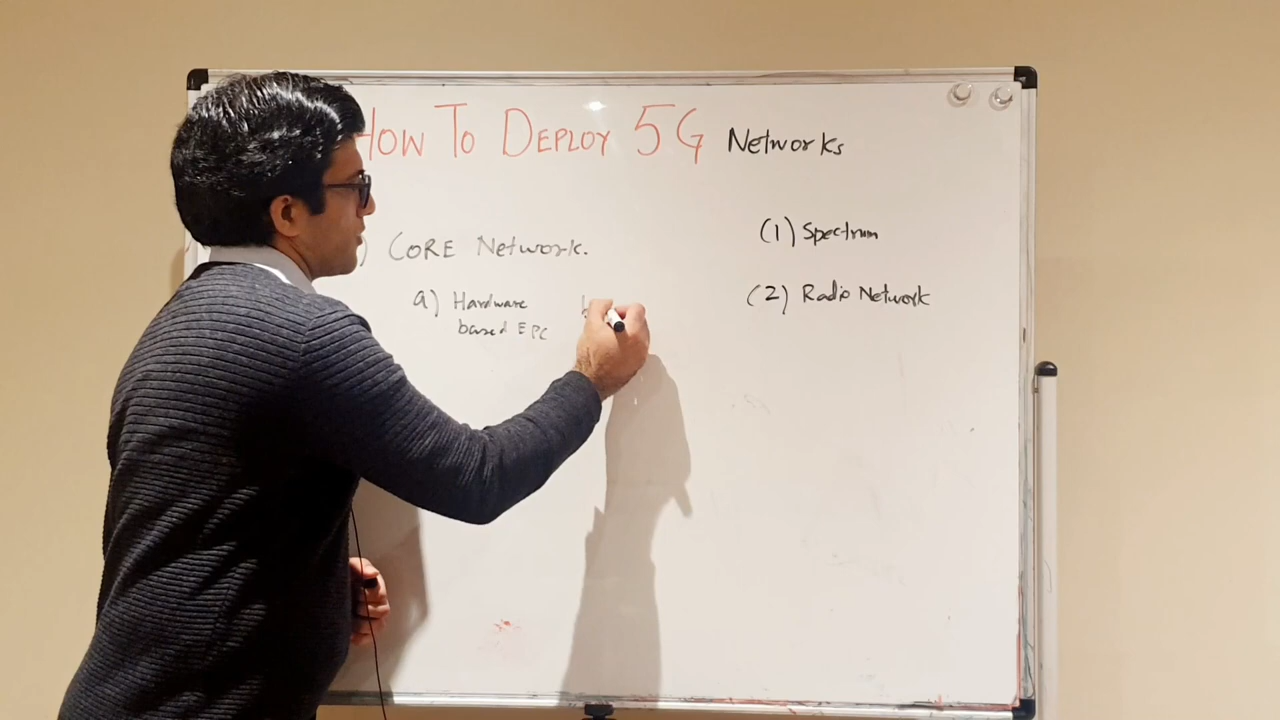 How To Deploy 5G Networks
) CORE Network.
a) Hardware
based EPC
(1) Spectrum
(2) Radio Network